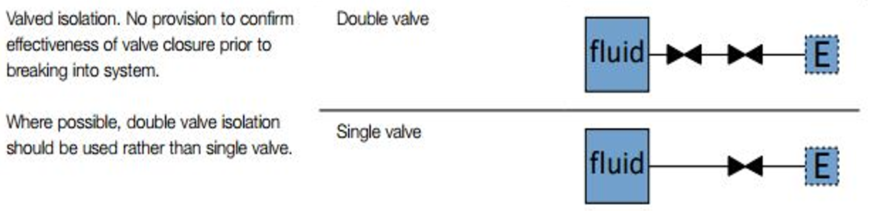 Valved isolation. No provision to confirm
effectiveness of valve closure prior to
breaking into system.
Where possible, double valve isolation
should be used rather than single valve.
Double valve
fluid
E
Single valve
fluid
E